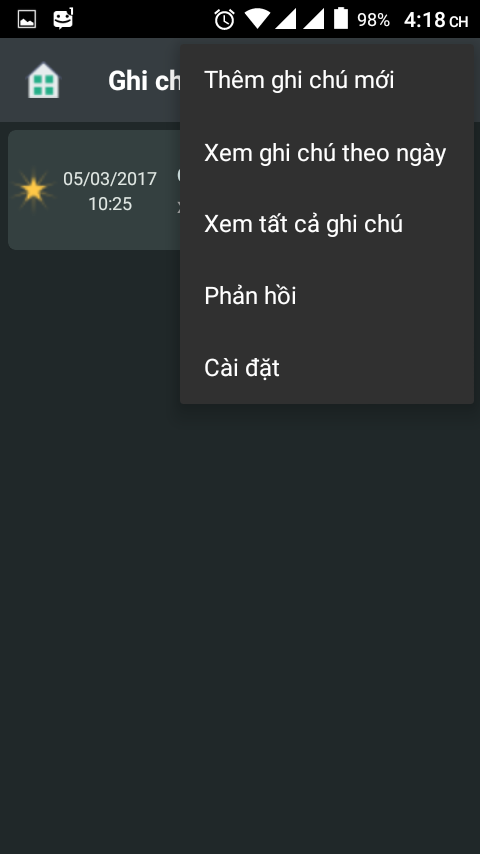 98% 4:18 CH
Ghi ch
Thêm ghi chú mới
Xem ghi chú theo ngày
Xem tất cả ghi chú
Phản hồi
Cài đặt
05/03/2017
10:25